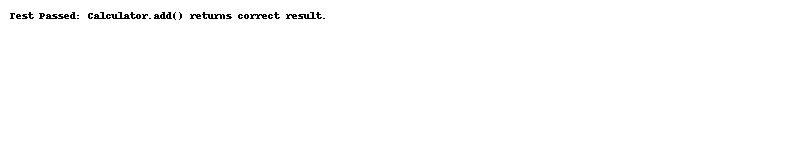 Test Passed: Calculator.add() returns correct result.